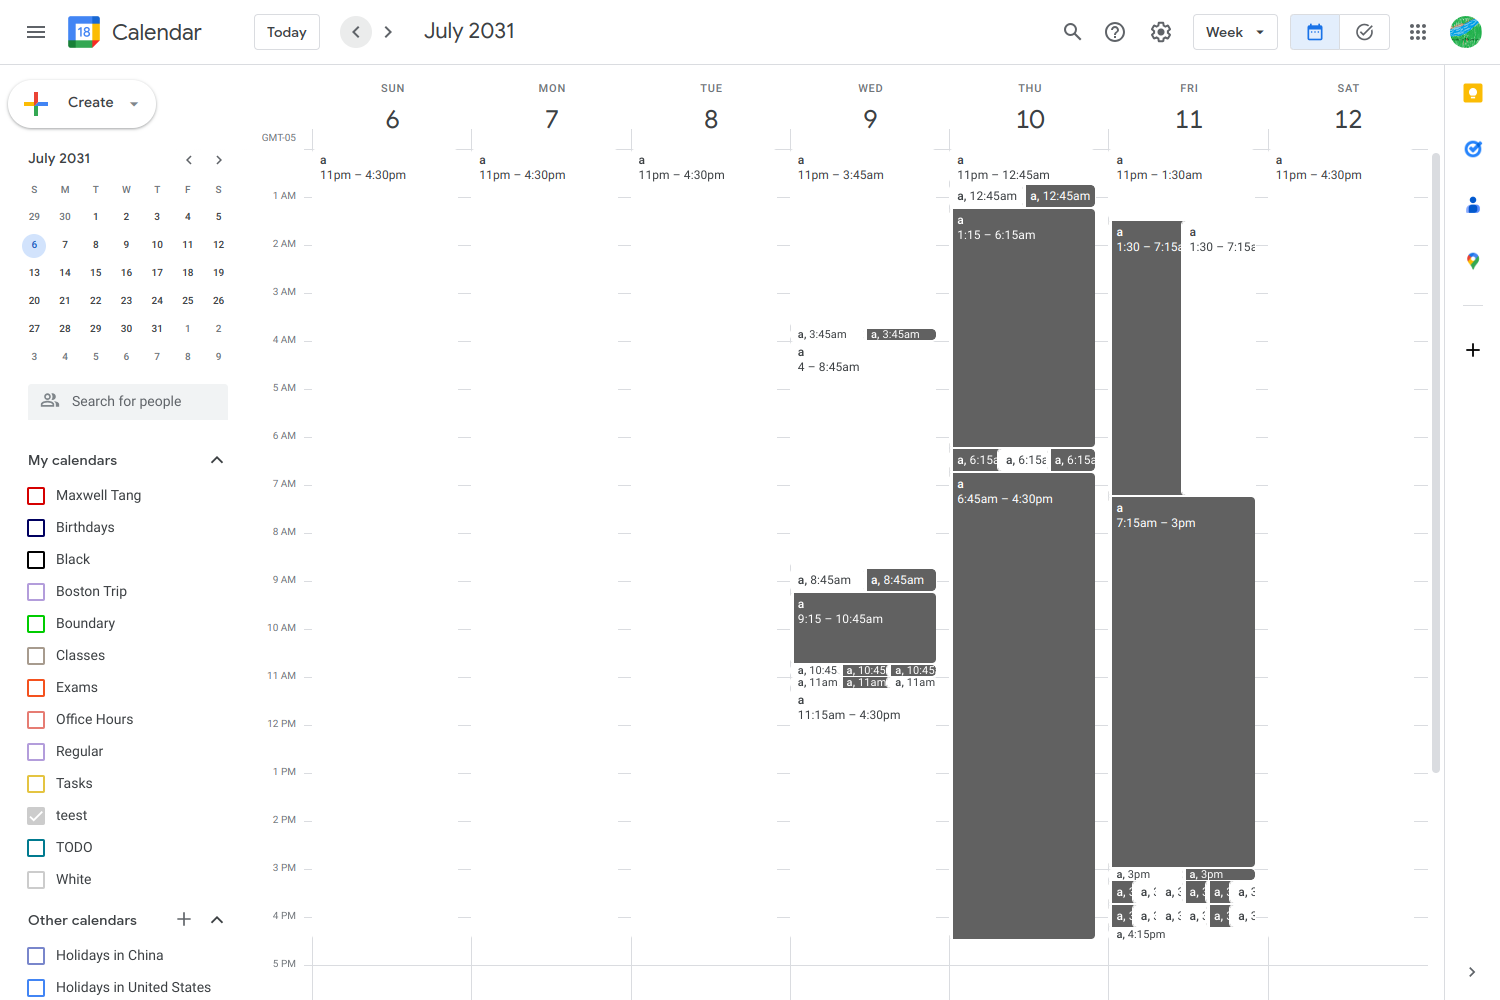 18 Calendar Today July 2031 Week
Create
SUN MON TUE WED THU FRI SAT
6 7 8 9 10 11 12
GMT-05
July 2031
S M T W T F S
29 30 1 2 3 4 5
6 7 8 9 10 11 12
13 14 15 16 17 18 19
20 21 22 23 24 25 26
27 28 29 30 31 1 2
3 4 5 6 7 8 9
Search for people
My calendars
Maxwell Tang
Birthdays
Black
Boston Trip
Boundary
Classes
Exams
Office Hours
Regular
Tasks
teest
TODO
White
Other calendars
Holidays in China
Holidays in United States
1 AM
2 AM
3 AM
4 AM
5 AM
6 AM
7 AM
8 AM
9 AM
10 AM
11 AM
12 PM
1 PM
2 PM
3 PM
4 PM
5 PM
a
11pm – 4:30pm
a
11pm – 4:30pm
a
11pm – 4:30pm
a
11pm – 3:45am
a, 3:45am a, 3:45am
a
4 – 8:45am
a, 8:45am a, 8:45am
a
9:15 – 10:45am
a, 10:45 a, 10:45 a, 10:45
a, 11am a, 11am a, 11am
a
11:15am – 4:30pm
a
11pm – 12:45am
a, 12:45am a, 12:45am
a
1:15 – 6:15am
a, 6:15a a, 6:15a a, 6:15a
a
6:45am – 4:30pm
a
11pm – 1:30am
a
1:30 – 7:15a
a
1:30 – 7:15a
a
7:15am – 3pm
a, 3pm a, 3pm
a, 3 a, 3 a, 3 a, 3 a, 3 a, 3
a, 3 a, 3 a, 3 a, 3 a, 3 a, 3
a, 4:15pm
a
11pm – 4:30pm